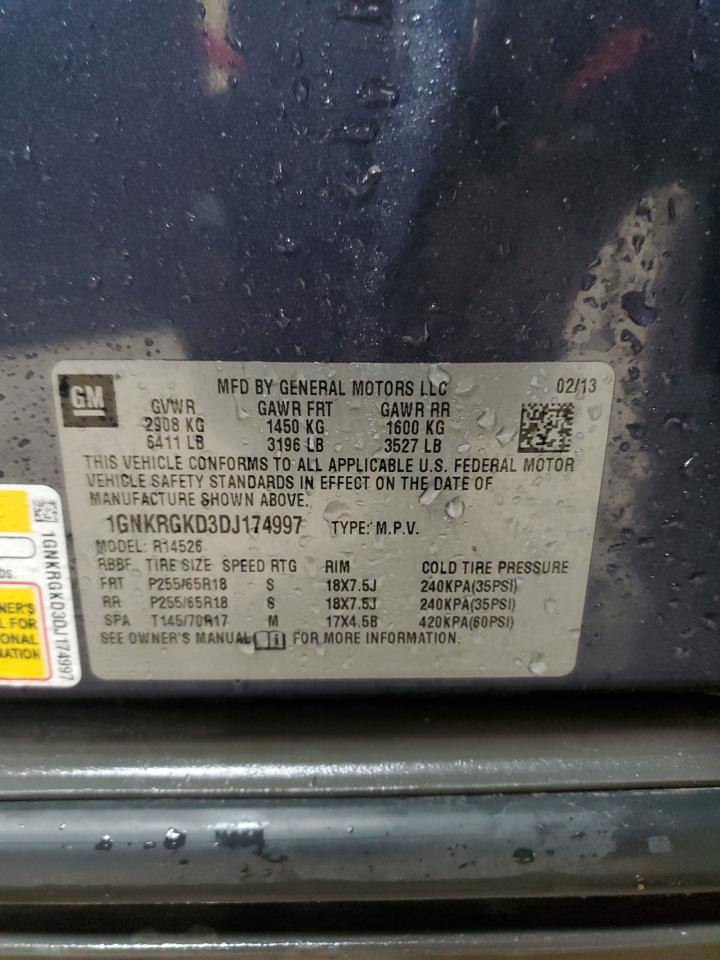 GM
MFD BY GENERAL MOTORS LLC 02/13
GVWR GAWR FRT GAWR RR
2908 KG 1450 KG 1600 KG
6411 LB 3196 LB 3527 LB
THIS VEHICLE CONFORMS TO ALL APPLICABLE U.S. FEDERAL MOTOR
VEHICLE SAFETY STANDARDS IN EFFECT ON THE DATE OF
MANUFACTURE SHOWN ABOVE.
1GNKRGKD3DJ174997 TYPE: M.P.V.
MODEL: R14526
RBBF TIRE SIZE SPEED RTG RIM COLD TIRE PRESSURE
FRT P255/65R18 S 18X7.5J 240KPA(35PSI)
RR P255/65R18 S 18X7.5J 240KPA(35PSI)
SPA T145/70R17 M 17X4.5B 420KPA(60PSI)
SEE OWNER'S MANUAL FOR MORE INFORMATION.
1GNKRGKD3DJ174997